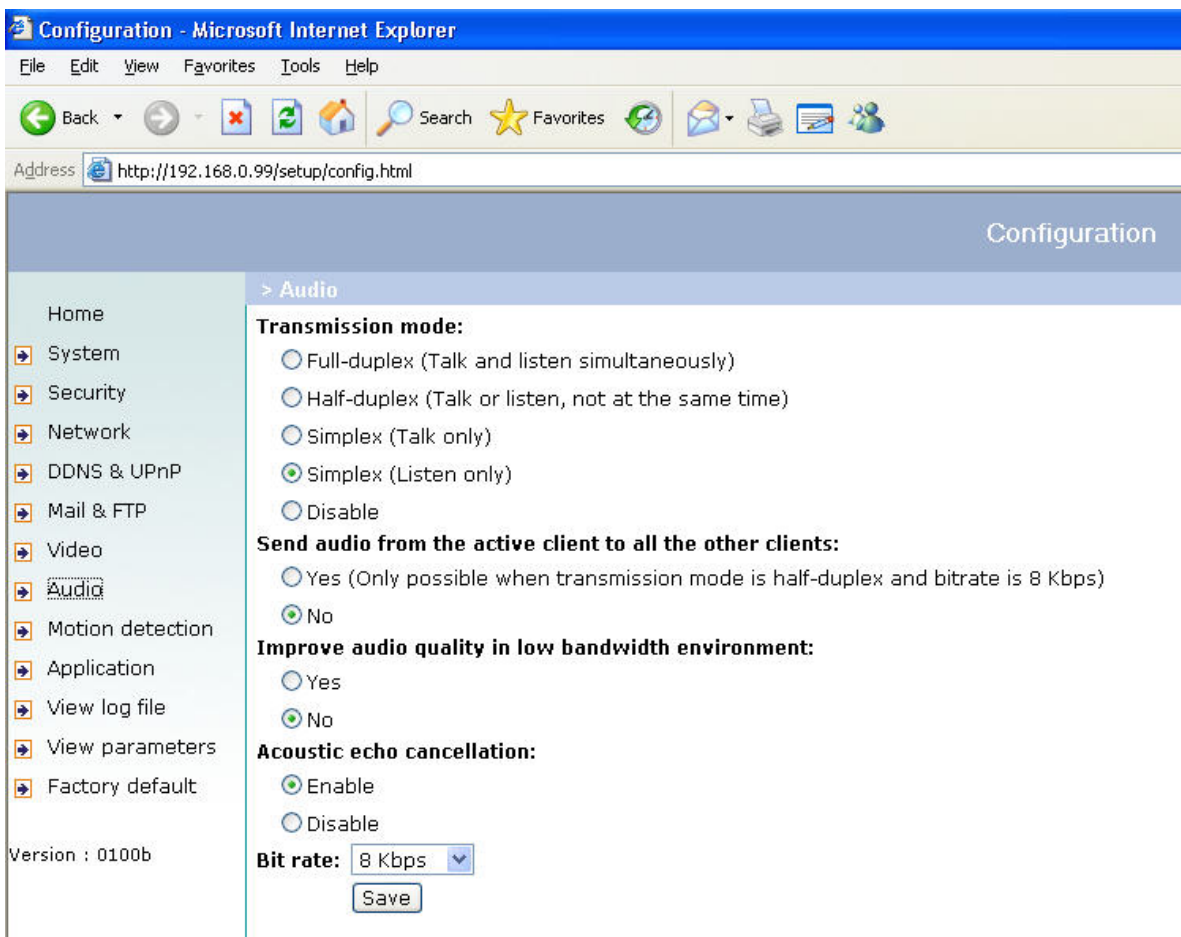 Configuration - Microsoft Internet Explorer
File Edit View Favorites Tools Help
Back Search Favorites
Address http://192.168.0.99/setup/config.html
Configuration
> Audio
Home
System
Security
Network
DDNS & UPnP
Mail & FTP
Video
Audio
Motion detection
Application
View log file
View parameters
Factory default
Version : 0100b
Transmission mode:
Full-duplex (Talk and listen simultaneously)
Half-duplex (Talk or listen, not at the same time)
Simplex (Talk only)
Simplex (Listen only)
Disable
Send audio from the active client to all the other clients:
Yes (Only possible when transmission mode is half-duplex and bitrate is 8 Kbps)
No
Improve audio quality in low bandwidth environment:
Yes
No
Acoustic echo cancellation:
Enable
Disable
Bit rate: 8 Kbps
Save